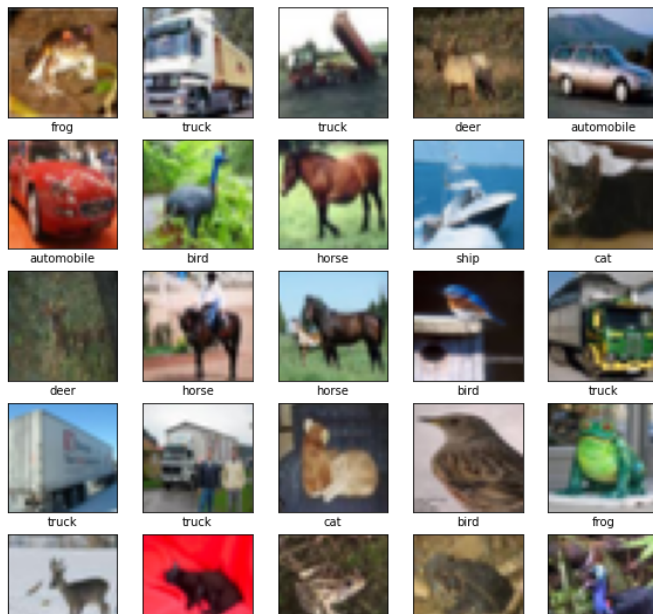 frog truck truck deer automobile
automobile bird horse ship cat
deer horse horse bird truck
truck truck cat bird frog